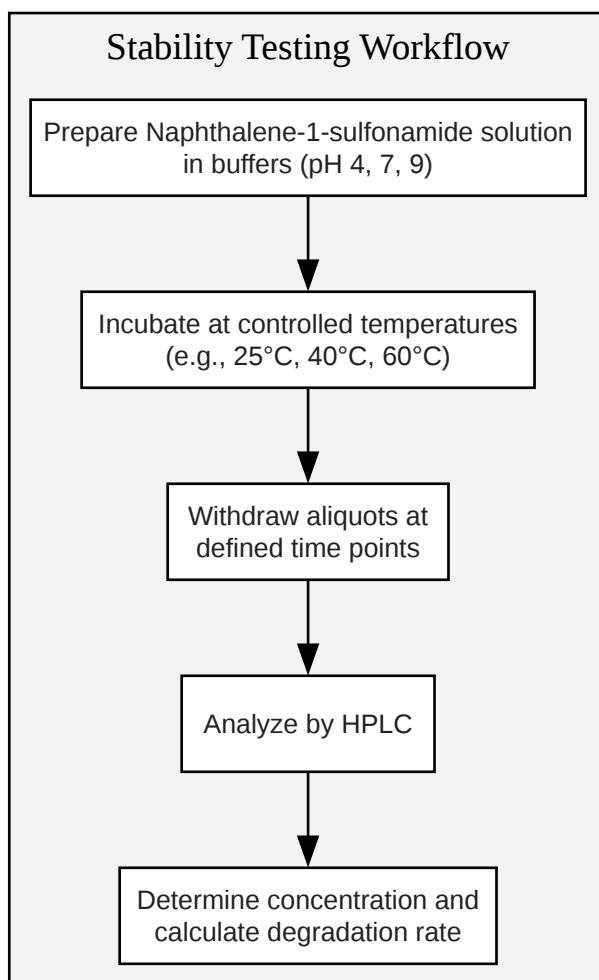 Stability Testing Workflow
Prepare Naphthalene-1-sulfonamide solution
in buffers (pH 4, 7, 9)
Incubate at controlled temperatures
(e.g., 25°C, 40°C, 60°C)
Withdraw aliquots at
defined time points
Analyze by HPLC
Determine concentration and
calculate degradation rate